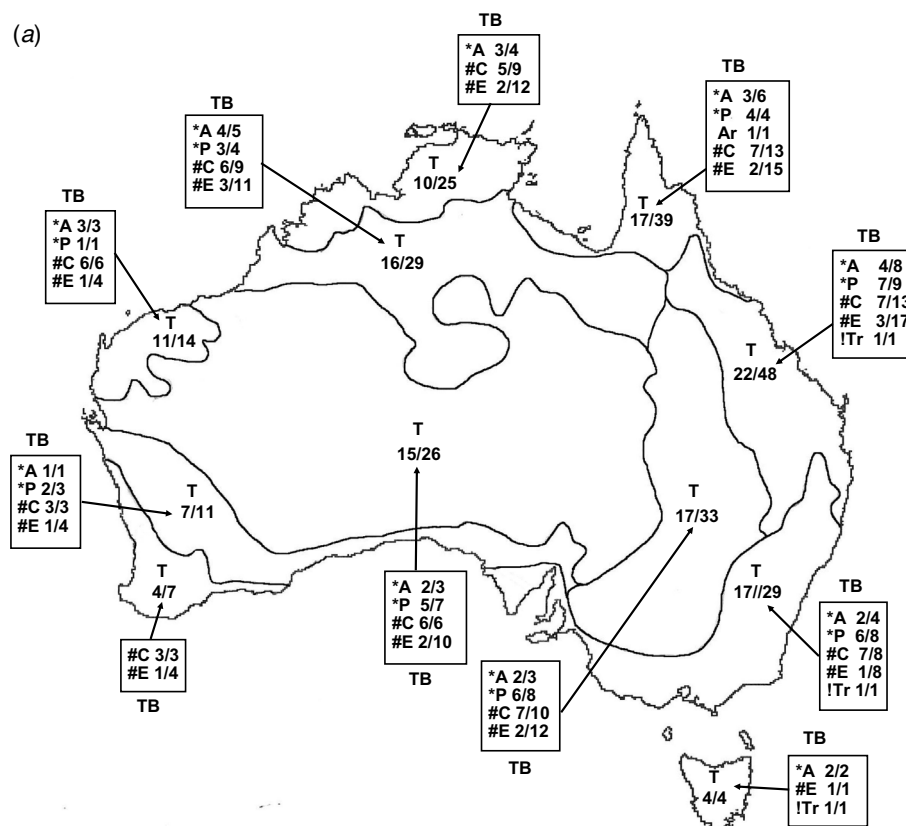 (a)
TB
*A 3/4
#C 5/9
#E 2/12
TB
*A 3/6
*P 4/4
Ar 1/1
#C 7/13
#E 2/15
TB
*A 4/5
*P 3/4
#C 6/9
#E 3/11
T
10/25
TB
*A 3/3
*P 1/1
#C 6/6
#E 1/4
T
17/39
T
16/29
TB
*A 4/8
*P 7/9
#C 7/13
#E 3/17
!Tr 1/1
T
11/14
T
22/48
T
15/26
TB
*A 1/1
*P 2/3
#C 3/3
#E 1/4
T
7/11
T
17/33
T
4/7
T
17//29
*A 2/3
*P 5/7
#C 6/6
#E 2/10
TB
TB
*A 2/4
*P 6/8
#C 7/8
#E 1/8
!Tr 1/1
#C 3/3
#E 1/4
TB
*A 2/3
*P 6/8
#C 7/10
#E 2/12
TB
T
4/4
TB
*A 2/2
#E 1/1
!Tr 1/1